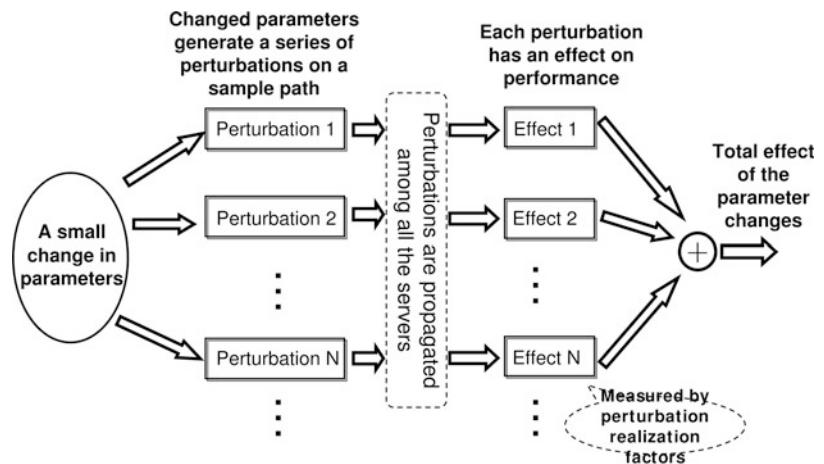 Changed parameters
generate a series of
perturbations on a
sample path
Each perturbation
has an effect on
performance
Perturbation 1
Effect 1
Perturbations are propagated
among all the servers
Total effect
of the
parameter
changes
A small
change in
parameters
Perturbation 2
Effect 2
+
Perturbation N
Effect N
Measured by
perturbation
realization
factors